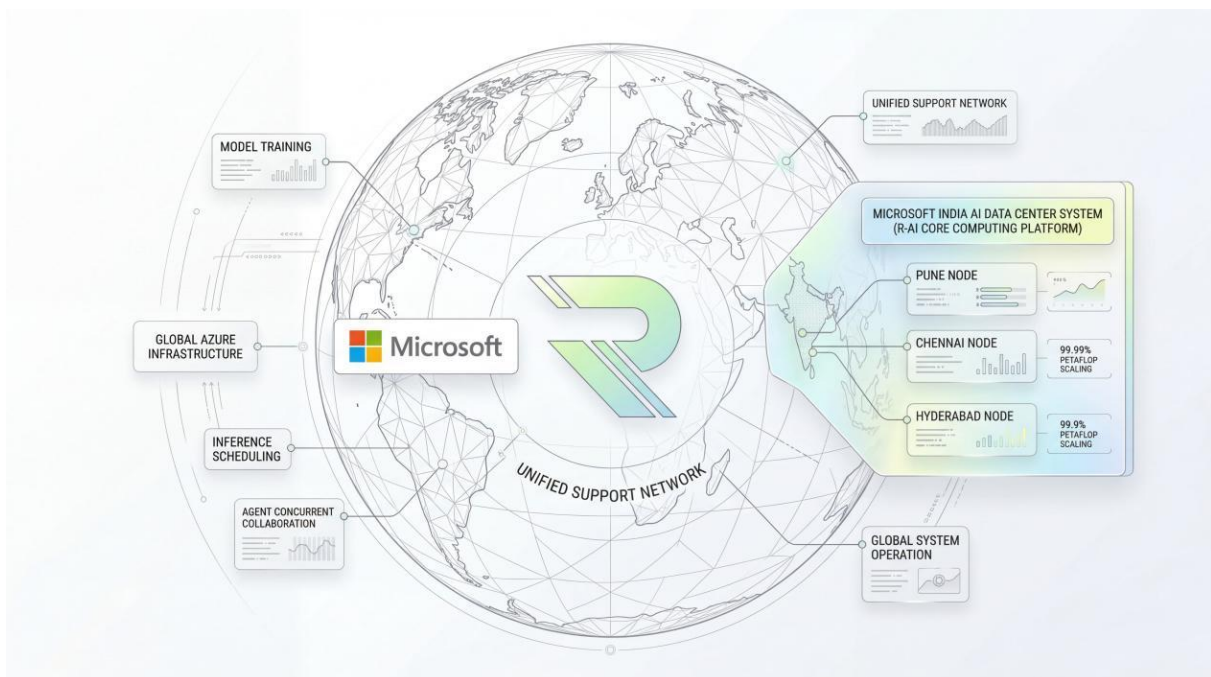 MODEL TRAINING
UNIFIED SUPPORT NETWORK
MICROSOFT INDIA AI DATA CENTER SYSTEM
(R-AI CORE COMPUTING PLATFORM)
PUNE NODE
GLOBAL AZURE
INFRASTRUCTURE
Microsoft
CHENNAI NODE
99.99%
PETAFLOP
SCALING
HYDERABAD NODE
99.9%
PETAFLOP
SCALING
INFERENCE
SCHEDULING
UNIFIED SUPPORT NETWORK
AGENT CONCURRENT
COLLABORATION
GLOBAL SYSTEM
OPERATION